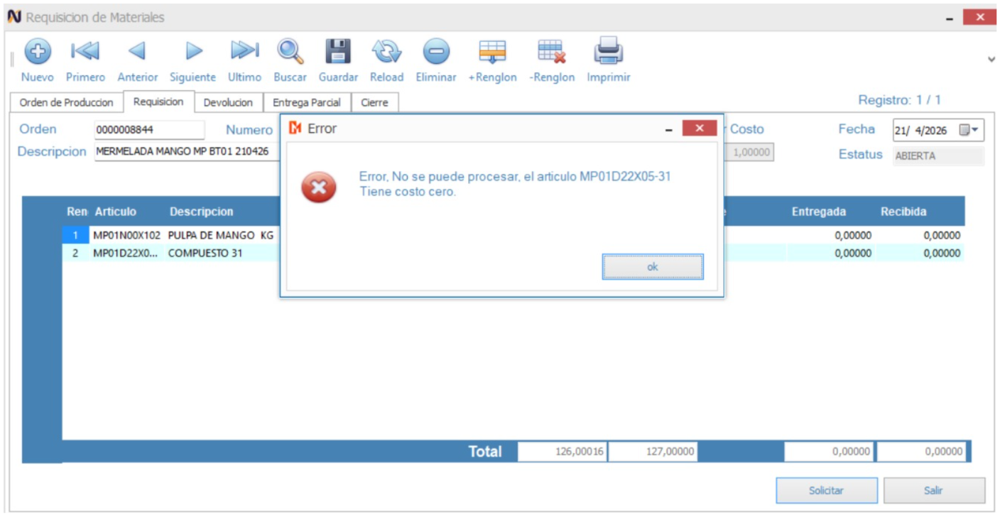 Requisicion de Materiales
Nuevo Primero Anterior Siguiente Ultimo Buscar Guardar Reload Eliminar +Renglon -Renglon Imprimir
Orden de Produccion Requisicion Devolucion Entrega Parcial Cierre
Registro: 1 / 1
Orden 0000008844 Numero Costo Fecha 21/ 4/2026
Descripcion MERMELADA MANGO MP BT01 210426 1,00000 Estatus ABIERTA
Error
Error, No se puede procesar, el articulo MP01D22X05-31
Tiene costo cero.
ok
Ren Articulo Descripcion Entregada Recibida
1 MP01N00X102 PULPA DE MANGO KG 0,00000 0,00000
2 MP01D22X0... COMPUESTO 31 0,00000 0,00000
Total 126,00016 127,00000 0,00000 0,00000
Solicitar Salir